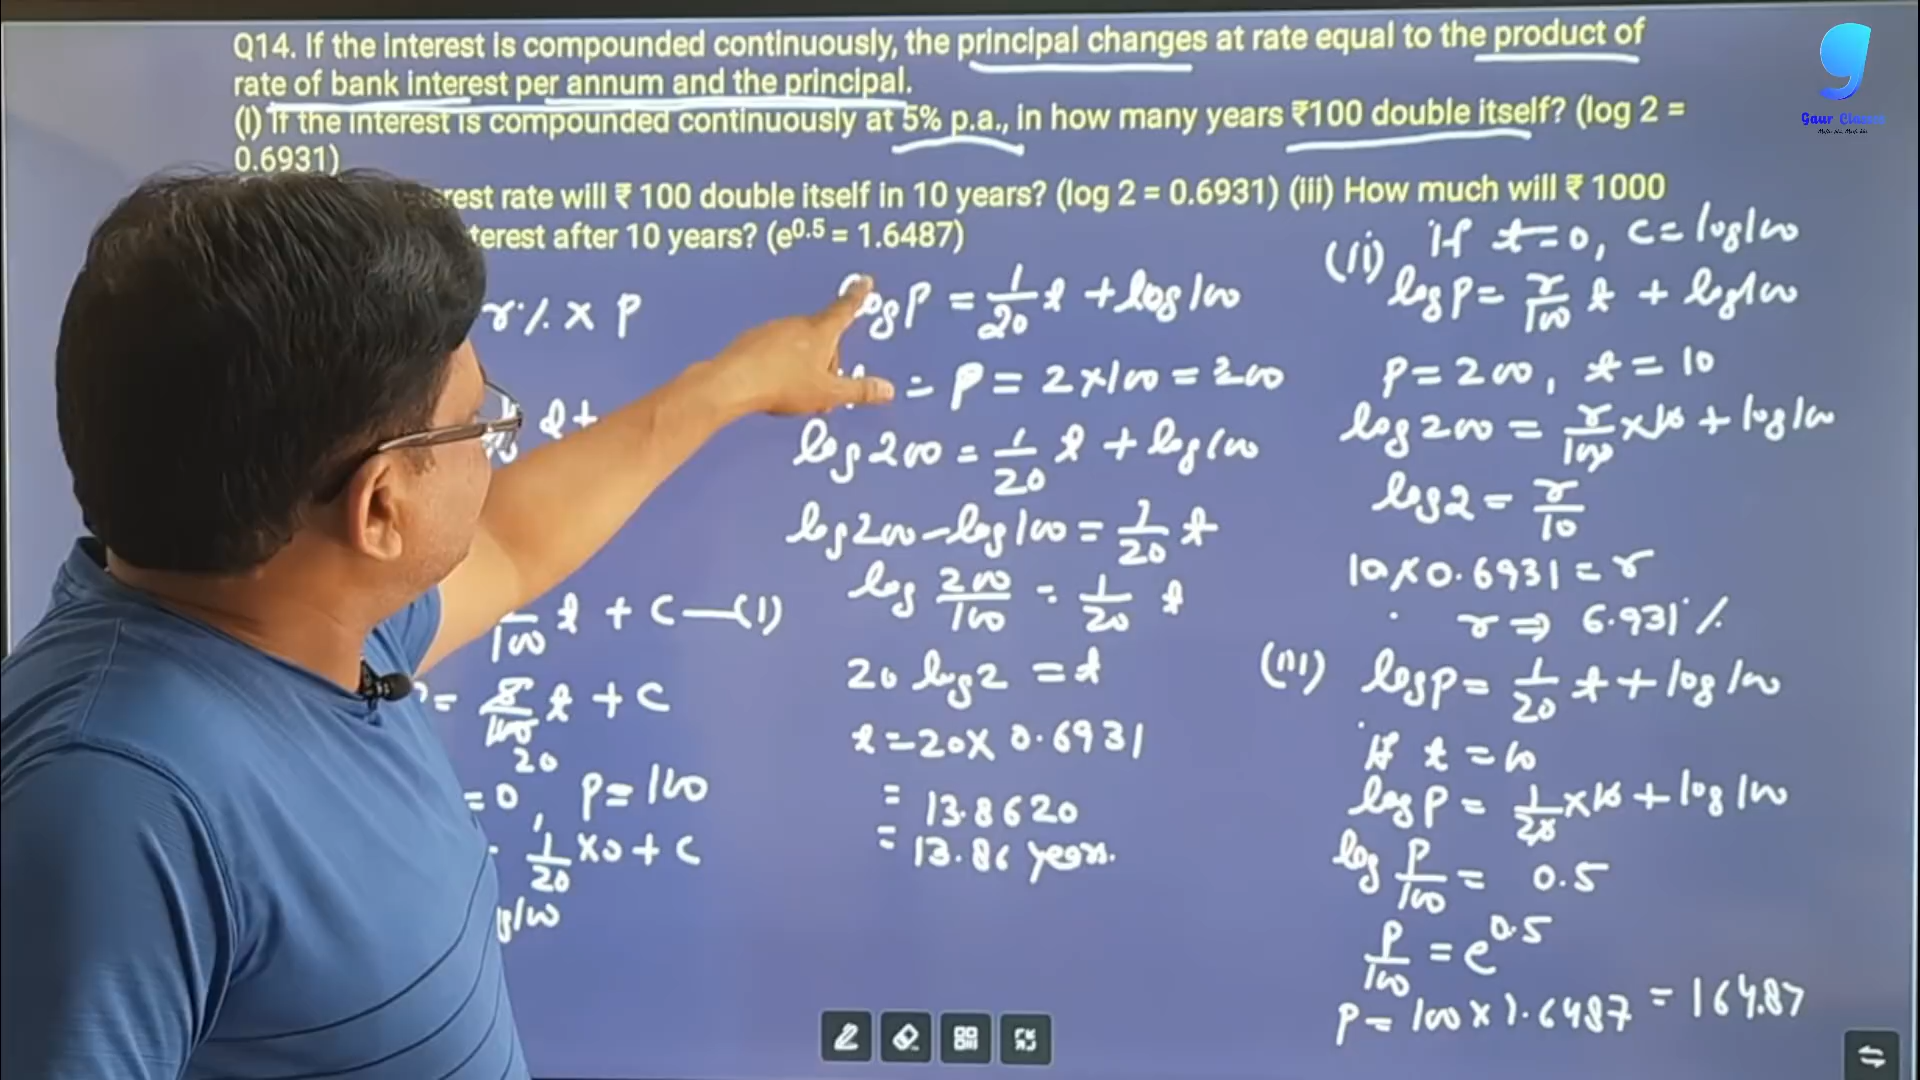 Q14. If the interest is compounded continuously, the principal changes at rate equal to the product of
rate of bank interest per annum and the principal.
(I) If the interest is compounded continuously at 5% p.a., in how many years ₹100 double itself? (log 2 =
0.6931)
rest rate will ₹ 100 double itself in 10 years? (log 2 = 0.6931) (iii) How much will ₹ 1000
terest after 10 years? (e^0.5 = 1.6487)
Gaur Classes
r% × P
t +
/100 t + C —(1)
= 5/100 t + C
20
= 0, P = 100
1/20 × 0 + C
log P = 1/20 t + log 100
= P = 2×100 = 200
log 200 = 1/20 t + log 100
log 200 – log 100 = 1/20 t
log 200/100 = 1/20 t
20 log 2 = t
t = 20 × 0.6931
= 13.8620
= 13.86 years.
(ii) if t = 0, C = log 100
log P = r/100 t + log 100
P = 200, t = 10
log 200 = r/100 × 10 + log 100
log 2 = r/10
10 × 0.6931 = r
r ⇒ 6.931 %
(iii) log P = 1/20 t + log 100
if t = 10
log P = 1/20 × 10 + log 100
log P/100 = 0.5
P/100 = e^0.5
P = 100 × 1.6487 = 164.87